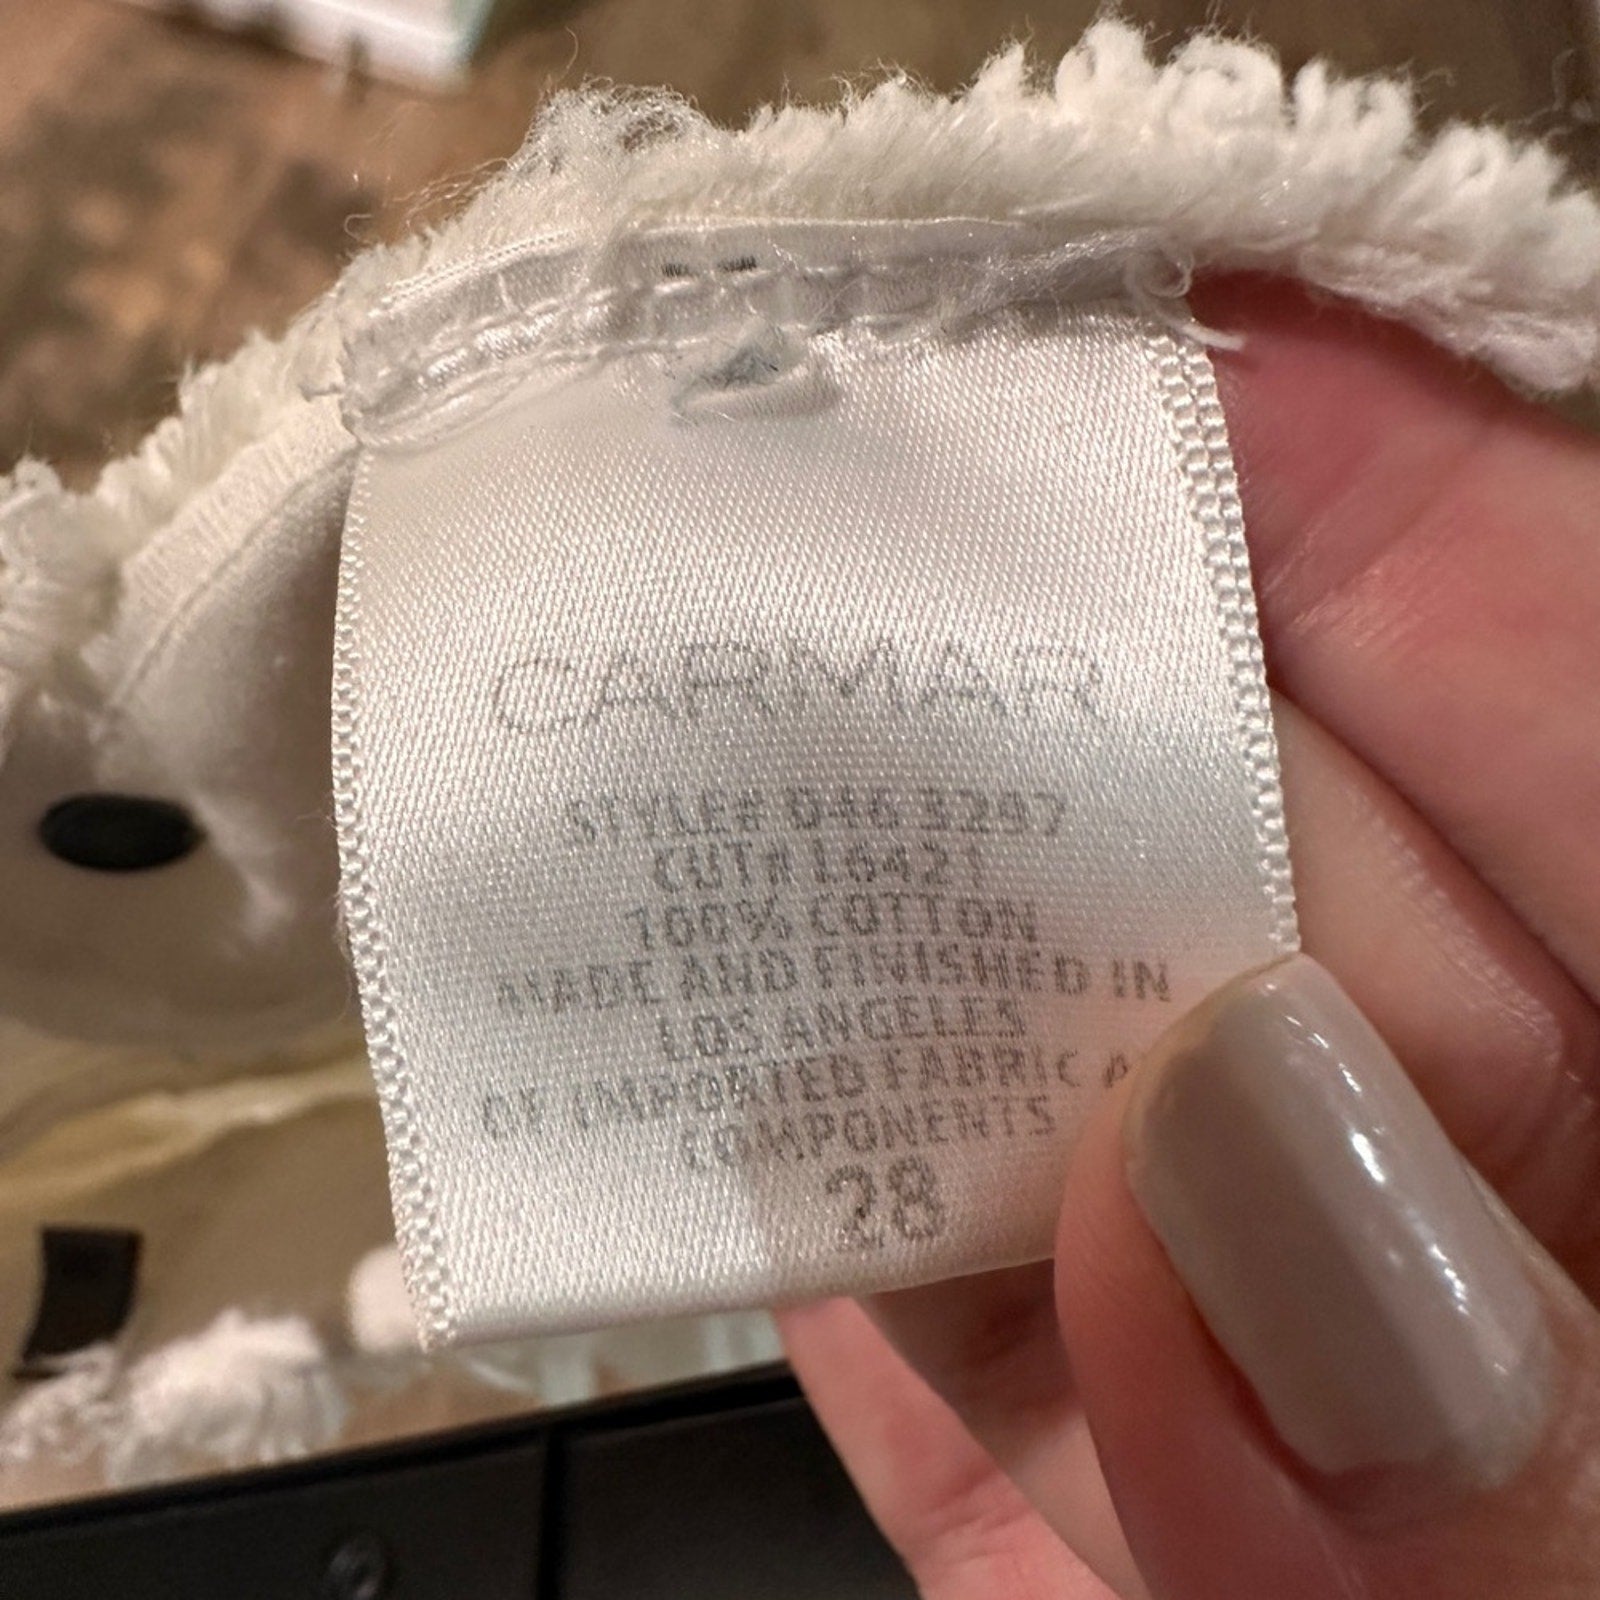 CARMAR
STYLE# 046 3297
CUT# L6421
100% COTTON
MADE AND FINISHED IN
LOS ANGELES
OF IMPORTED FABRIC
COMPONENTS
28